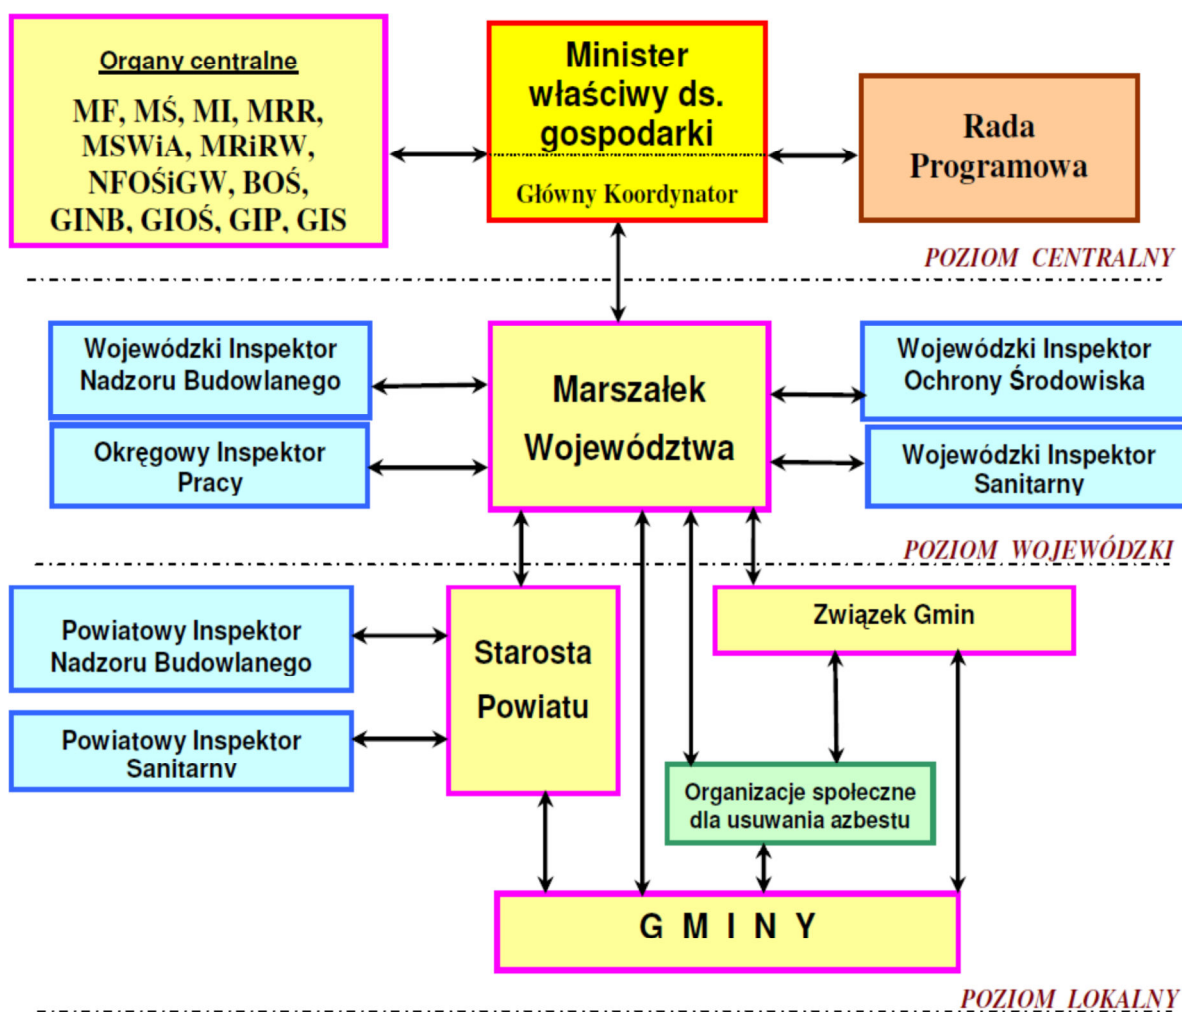 Organy centralne
MF, MŚ, MI, MRR,
MSWiA, MRiRW,
NFOŚiGW, BOŚ,
GINB, GIOŚ, GIP, GIS
Minister
właściwy ds.
gospodarki
Główny Koordynator
Rada
Programowa
POZIOM CENTRALNY
Wojewódzki Inspektor
Nadzoru Budowlanego
Okręgowy Inspektor
Pracy
Marszałek
Województwa
Wojewódzki Inspektor
Ochrony Środowiska
Wojewódzki Inspektor
Sanitarny
POZIOM WOJEWÓDZKI
Powiatowy Inspektor
Nadzoru Budowlanego
Powiatowy Inspektor
Sanitarny
Starosta
Powiatu
Związek Gmin
Organizacje społeczne
dla usuwania azbestu
G M I N Y
POZIOM LOKALNY